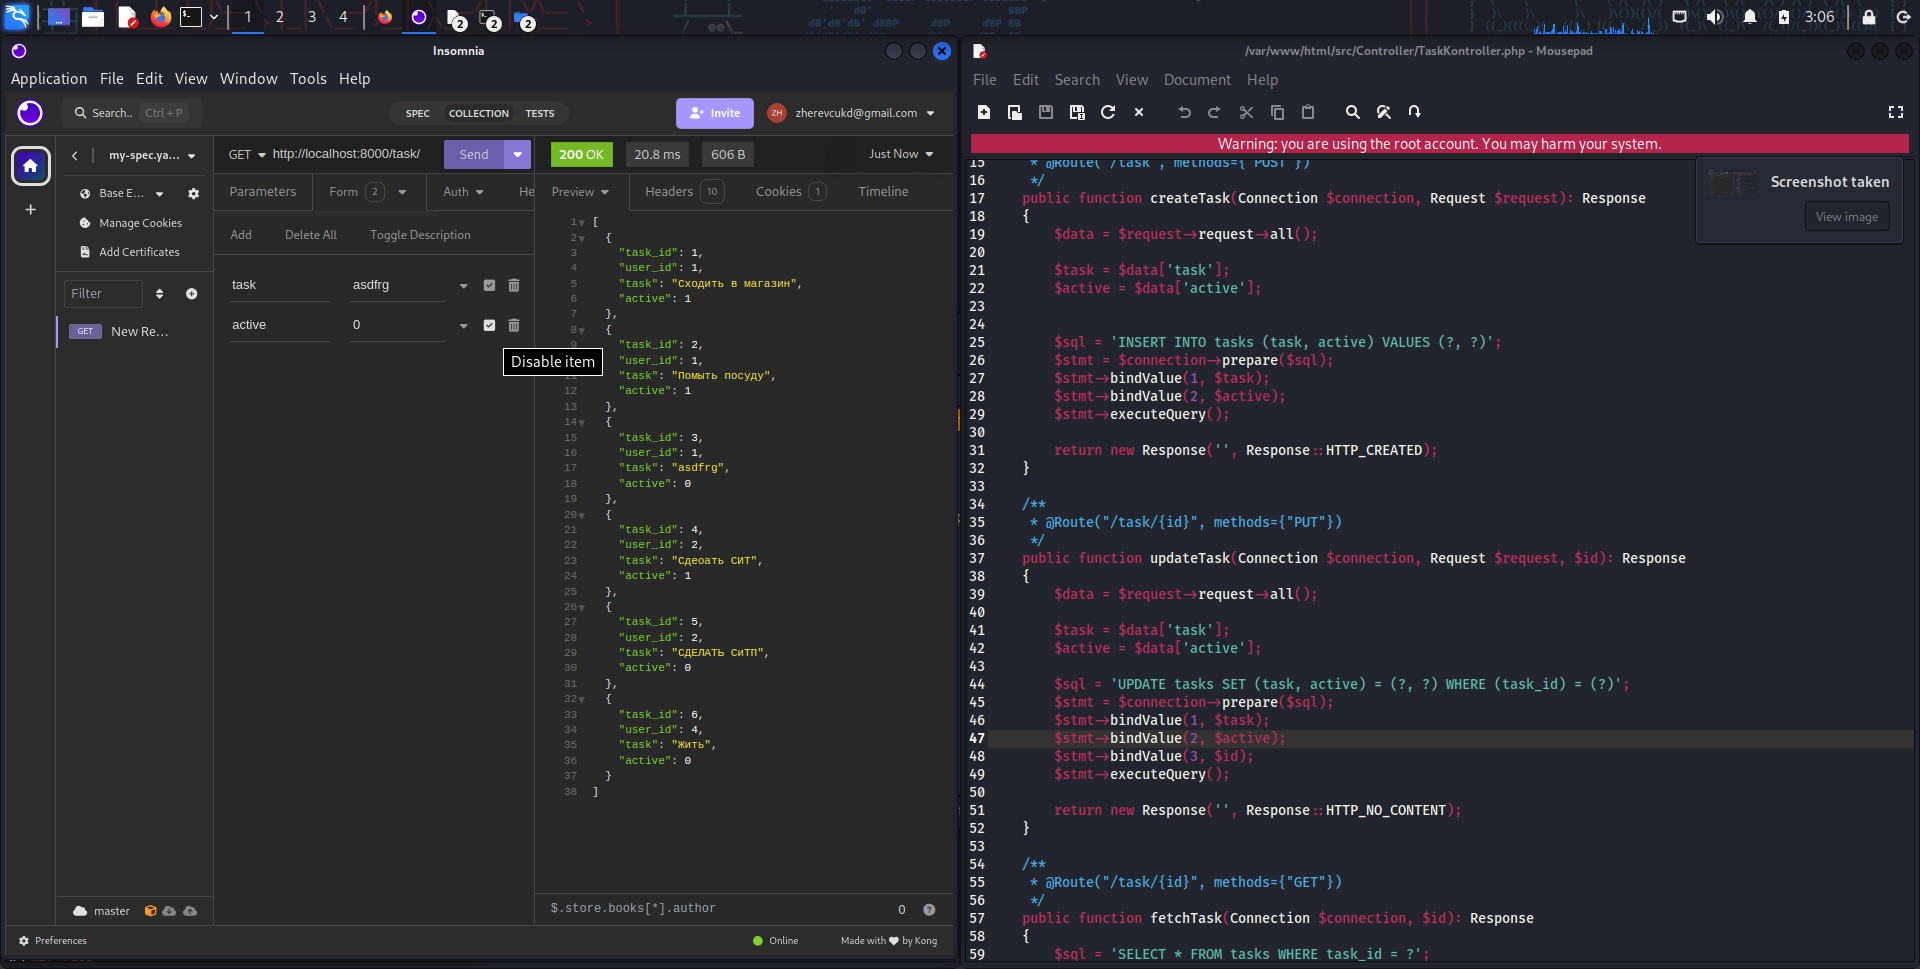 1 2 3 4
2 2 2
3:06
Insomnia
Application File Edit View Window Tools Help
Search.. Ctrl + P
SPEC COLLECTION TESTS
Invite
ZH zherevcukd@gmail.com
my-spec.ya...
GET http://localhost:8000/task/ Send
200 OK 20.8 ms 606 B Just Now
Base E...
Manage Cookies
Add Certificates
Filter
GET New Re...
Parameters Form 2 Auth He
Add Delete All Toggle Description
task asdfrg
active 0
Disable item
Preview Headers 10 Cookies 1 Timeline
1 [
2 {
3 "task_id": 1,
4 "user_id": 1,
5 "task": "Сходить в магазин",
6 "active": 1
7 },
8 {
9 "task_id": 2,
"user_id": 1,
11 "task": "Помыть посуду",
12 "active": 1
13 },
14 {
15 "task_id": 3,
16 "user_id": 1,
17 "task": "asdfrg",
18 "active": 0
19 },
20 {
21 "task_id": 4,
22 "user_id": 2,
23 "task": "Сдеоать СИТ",
24 "active": 1
25 },
26 {
27 "task_id": 5,
28 "user_id": 2,
29 "task": "СДЕЛАТЬ СиТП",
30 "active": 0
31 },
32 {
33 "task_id": 6,
34 "user_id": 4,
35 "task": "Жить",
36 "active": 0
37 }
38 ]
$.store.books[*].author 0
master
Preferences
Online Made with ❤ by Kong
/var/www/html/src/Controller/TaskKontroller.php - Mousepad
File Edit Search View Document Help
Warning: you are using the root account. You may harm your system.
Screenshot taken
View image
15 * @Route("/task", methods={"POST"})
16 */
17 public function createTask(Connection $connection, Request $request): Response
18 {
19 $data = $request→request→all();
20
21 $task = $data['task'];
22 $active = $data['active'];
23
24
25 $sql = 'INSERT INTO tasks (task, active) VALUES (?, ?)';
26 $stmt = $connection→prepare($sql);
27 $stmt→bindValue(1, $task);
28 $stmt→bindValue(2, $active);
29 $stmt→executeQuery();
30
31 return new Response('', Response::HTTP_CREATED);
32 }
33
34 /**
35 * @Route("/task/{id}", methods={"PUT"})
36 */
37 public function updateTask(Connection $connection, Request $request, $id): Response
38 {
39 $data = $request→request→all();
40
41 $task = $data['task'];
42 $active = $data['active'];
43
44 $sql = 'UPDATE tasks SET (task, active) = (?, ?) WHERE (task_id) = (?)';
45 $stmt = $connection→prepare($sql);
46 $stmt→bindValue(1, $task);
47 $stmt→bindValue(2, $active);
48 $stmt→bindValue(3, $id);
49 $stmt→executeQuery();
50
51 return new Response('', Response::HTTP_NO_CONTENT);
52 }
53
54 /**
55 * @Route("/task/{id}", methods={"GET"})
56 */
57 public function fetchTask(Connection $connection, $id): Response
58 {
59 $sql = 'SELECT * FROM tasks WHERE task_id = ?';